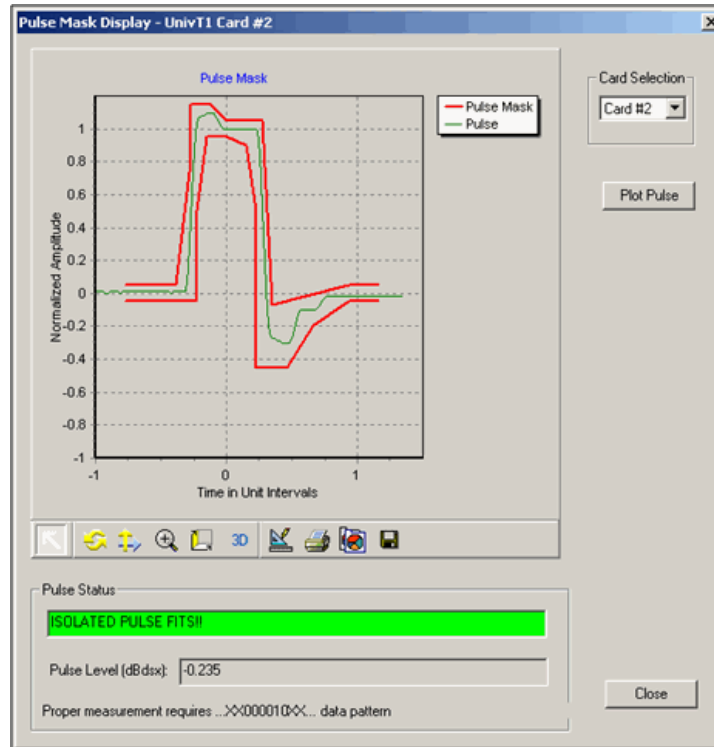 Pulse Mask Display - UnivT1 Card #2
Pulse Mask
Pulse Mask
Pulse
Card Selection
Card #2
Plot Pulse
Normalized Amplitude
1
0.8
0.6
0.4
0.2
0
-0.2
-0.4
-0.6
-0.8
-1
-1
0
1
Time in Unit Intervals
3D
Pulse Status
ISOLATED PULSE FITS!!
Pulse Level (dBdsx): -0.235
Proper measurement requires ...XX000010XX... data pattern
Close